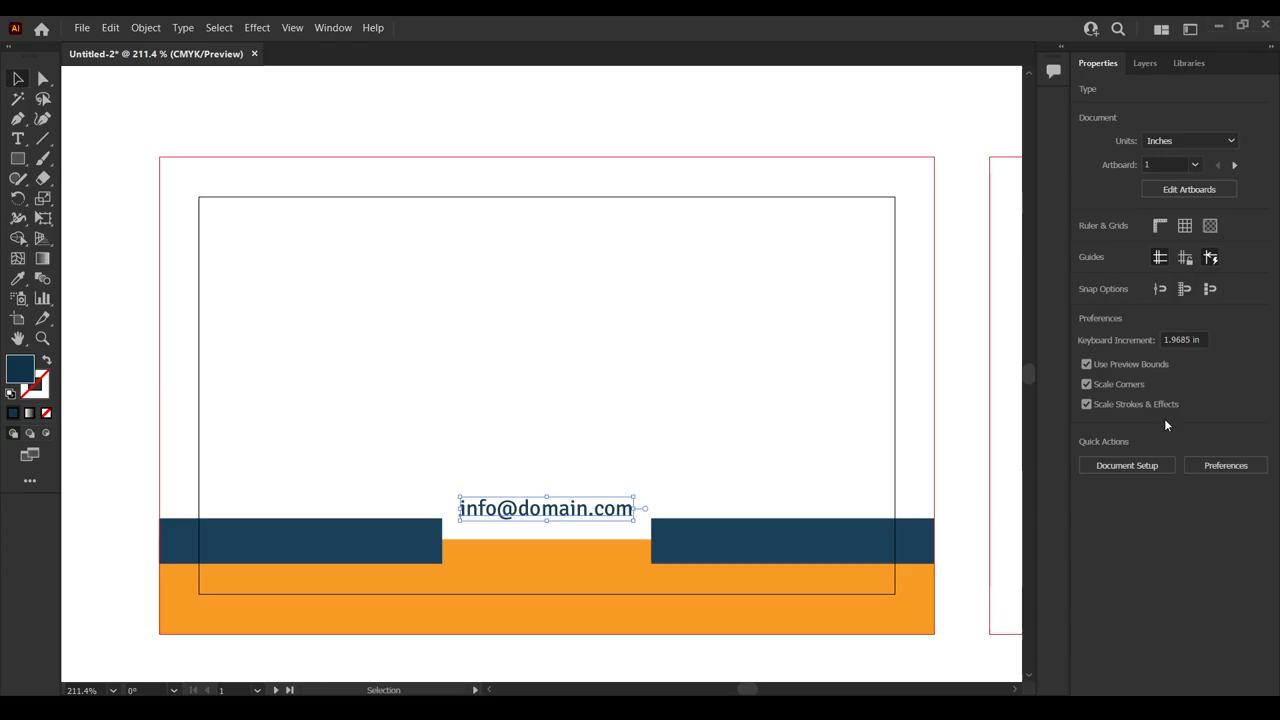 Ai File Edit Object Type Select Effect View Window Help
Untitled-2* @ 211.4 % (CMYK/Preview)
Properties Layers Libraries
Type
Document
Units: Inches
Artboard: 1
Edit Artboards
Ruler & Grids
Guides
Snap Options
Preferences
Keyboard Increment: 1.9685 in
Use Preview Bounds
Scale Corners
Scale Strokes & Effects
Quick Actions
Document Setup Preferences
info@domain.com
211.4% 0° 1 Selection